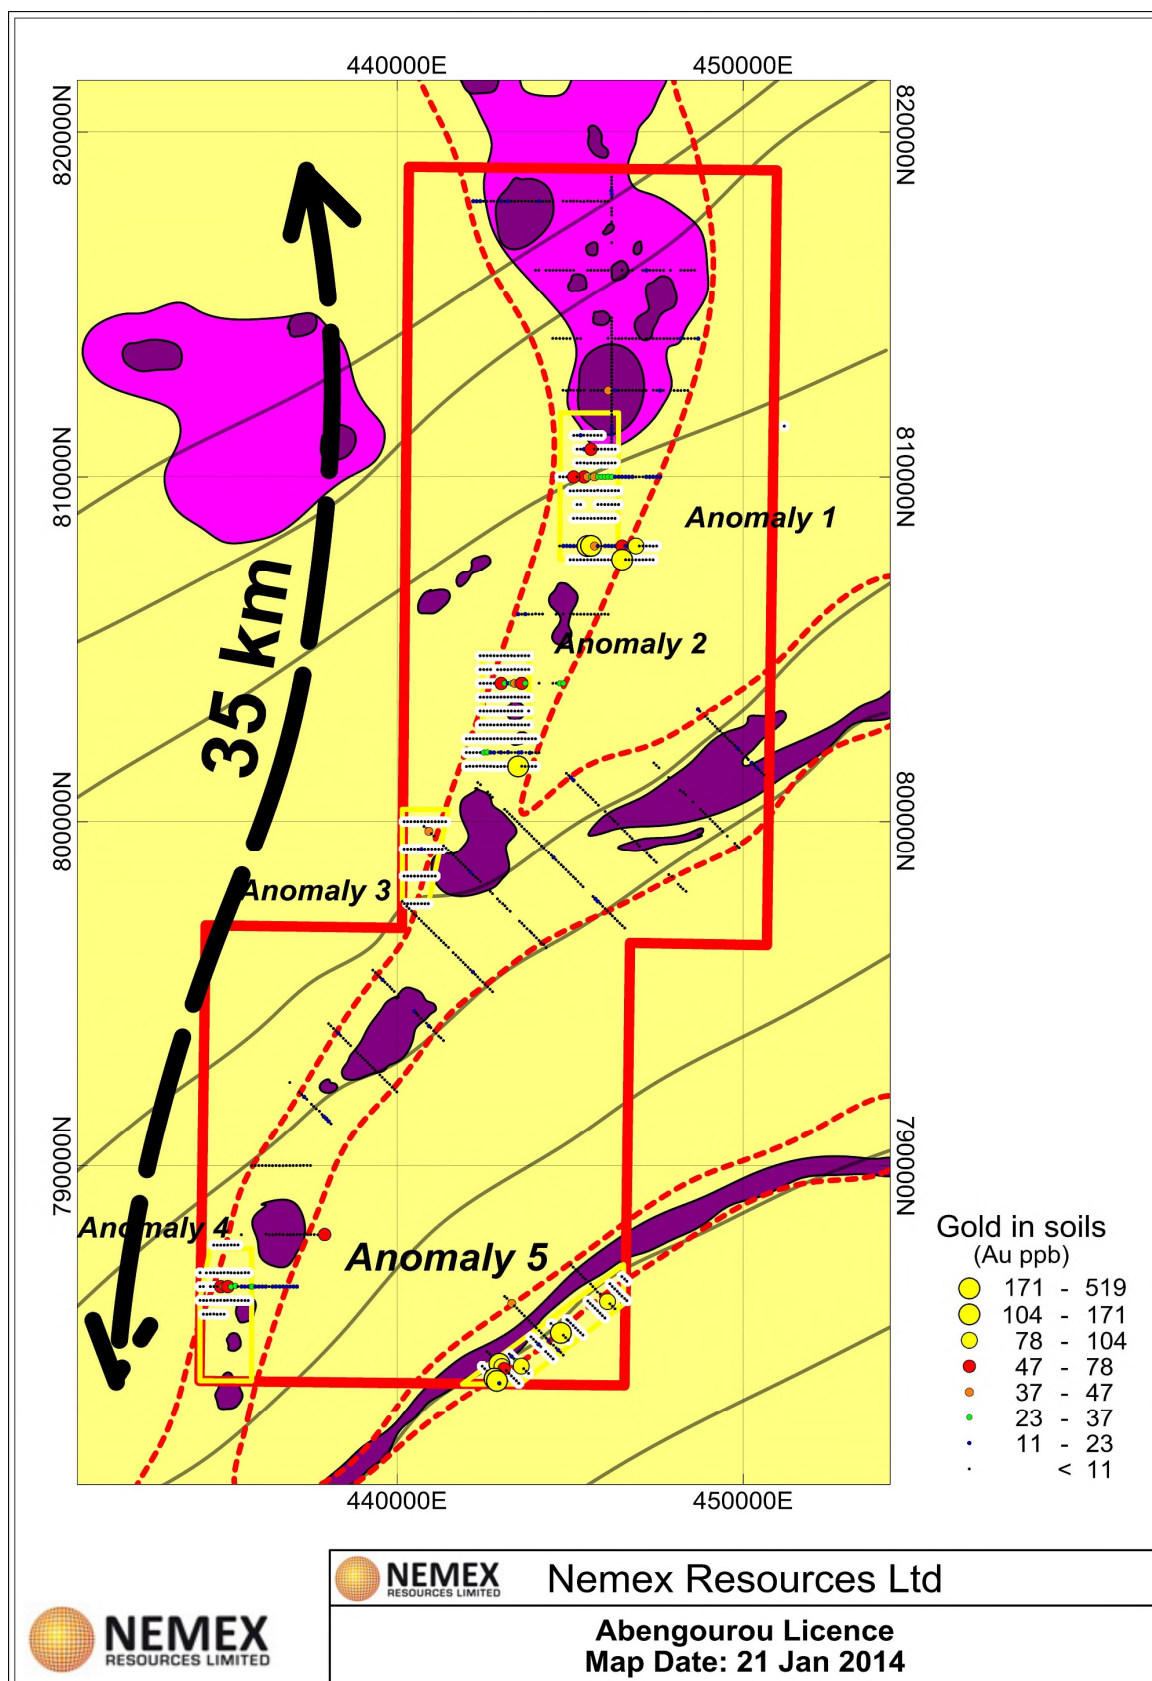 440000E
450000E
820000N
820000N
810000N
810000N
Anomaly 1
35 km
Anomaly 2
800000N
800000N
Anomaly 3
790000N
790000N
Anomaly 4
Anomaly 5
Gold in soils
(Au ppb)
171 - 519
104 - 171
78 - 104
47 - 78
37 - 47
23 - 37
11 - 23
< 11
440000E
450000E
NEMEX
RESOURCES LIMITED
Nemex Resources Ltd
NEMEX
RESOURCES LIMITED
Abengourou Licence
Map Date: 21 Jan 2014